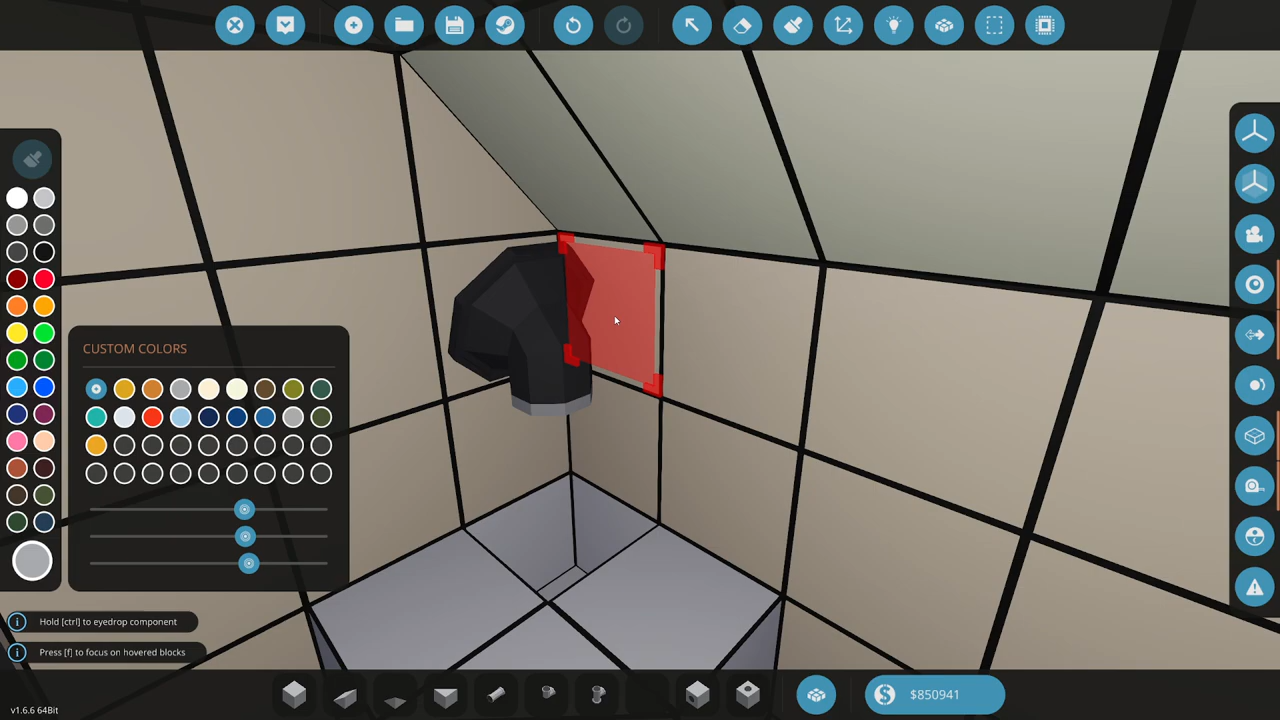 CUSTOM COLORS
Hold [ctrl] to eyedrop component
Press [f] to focus on hovered blocks
$850941
v1.6.6 64Bit